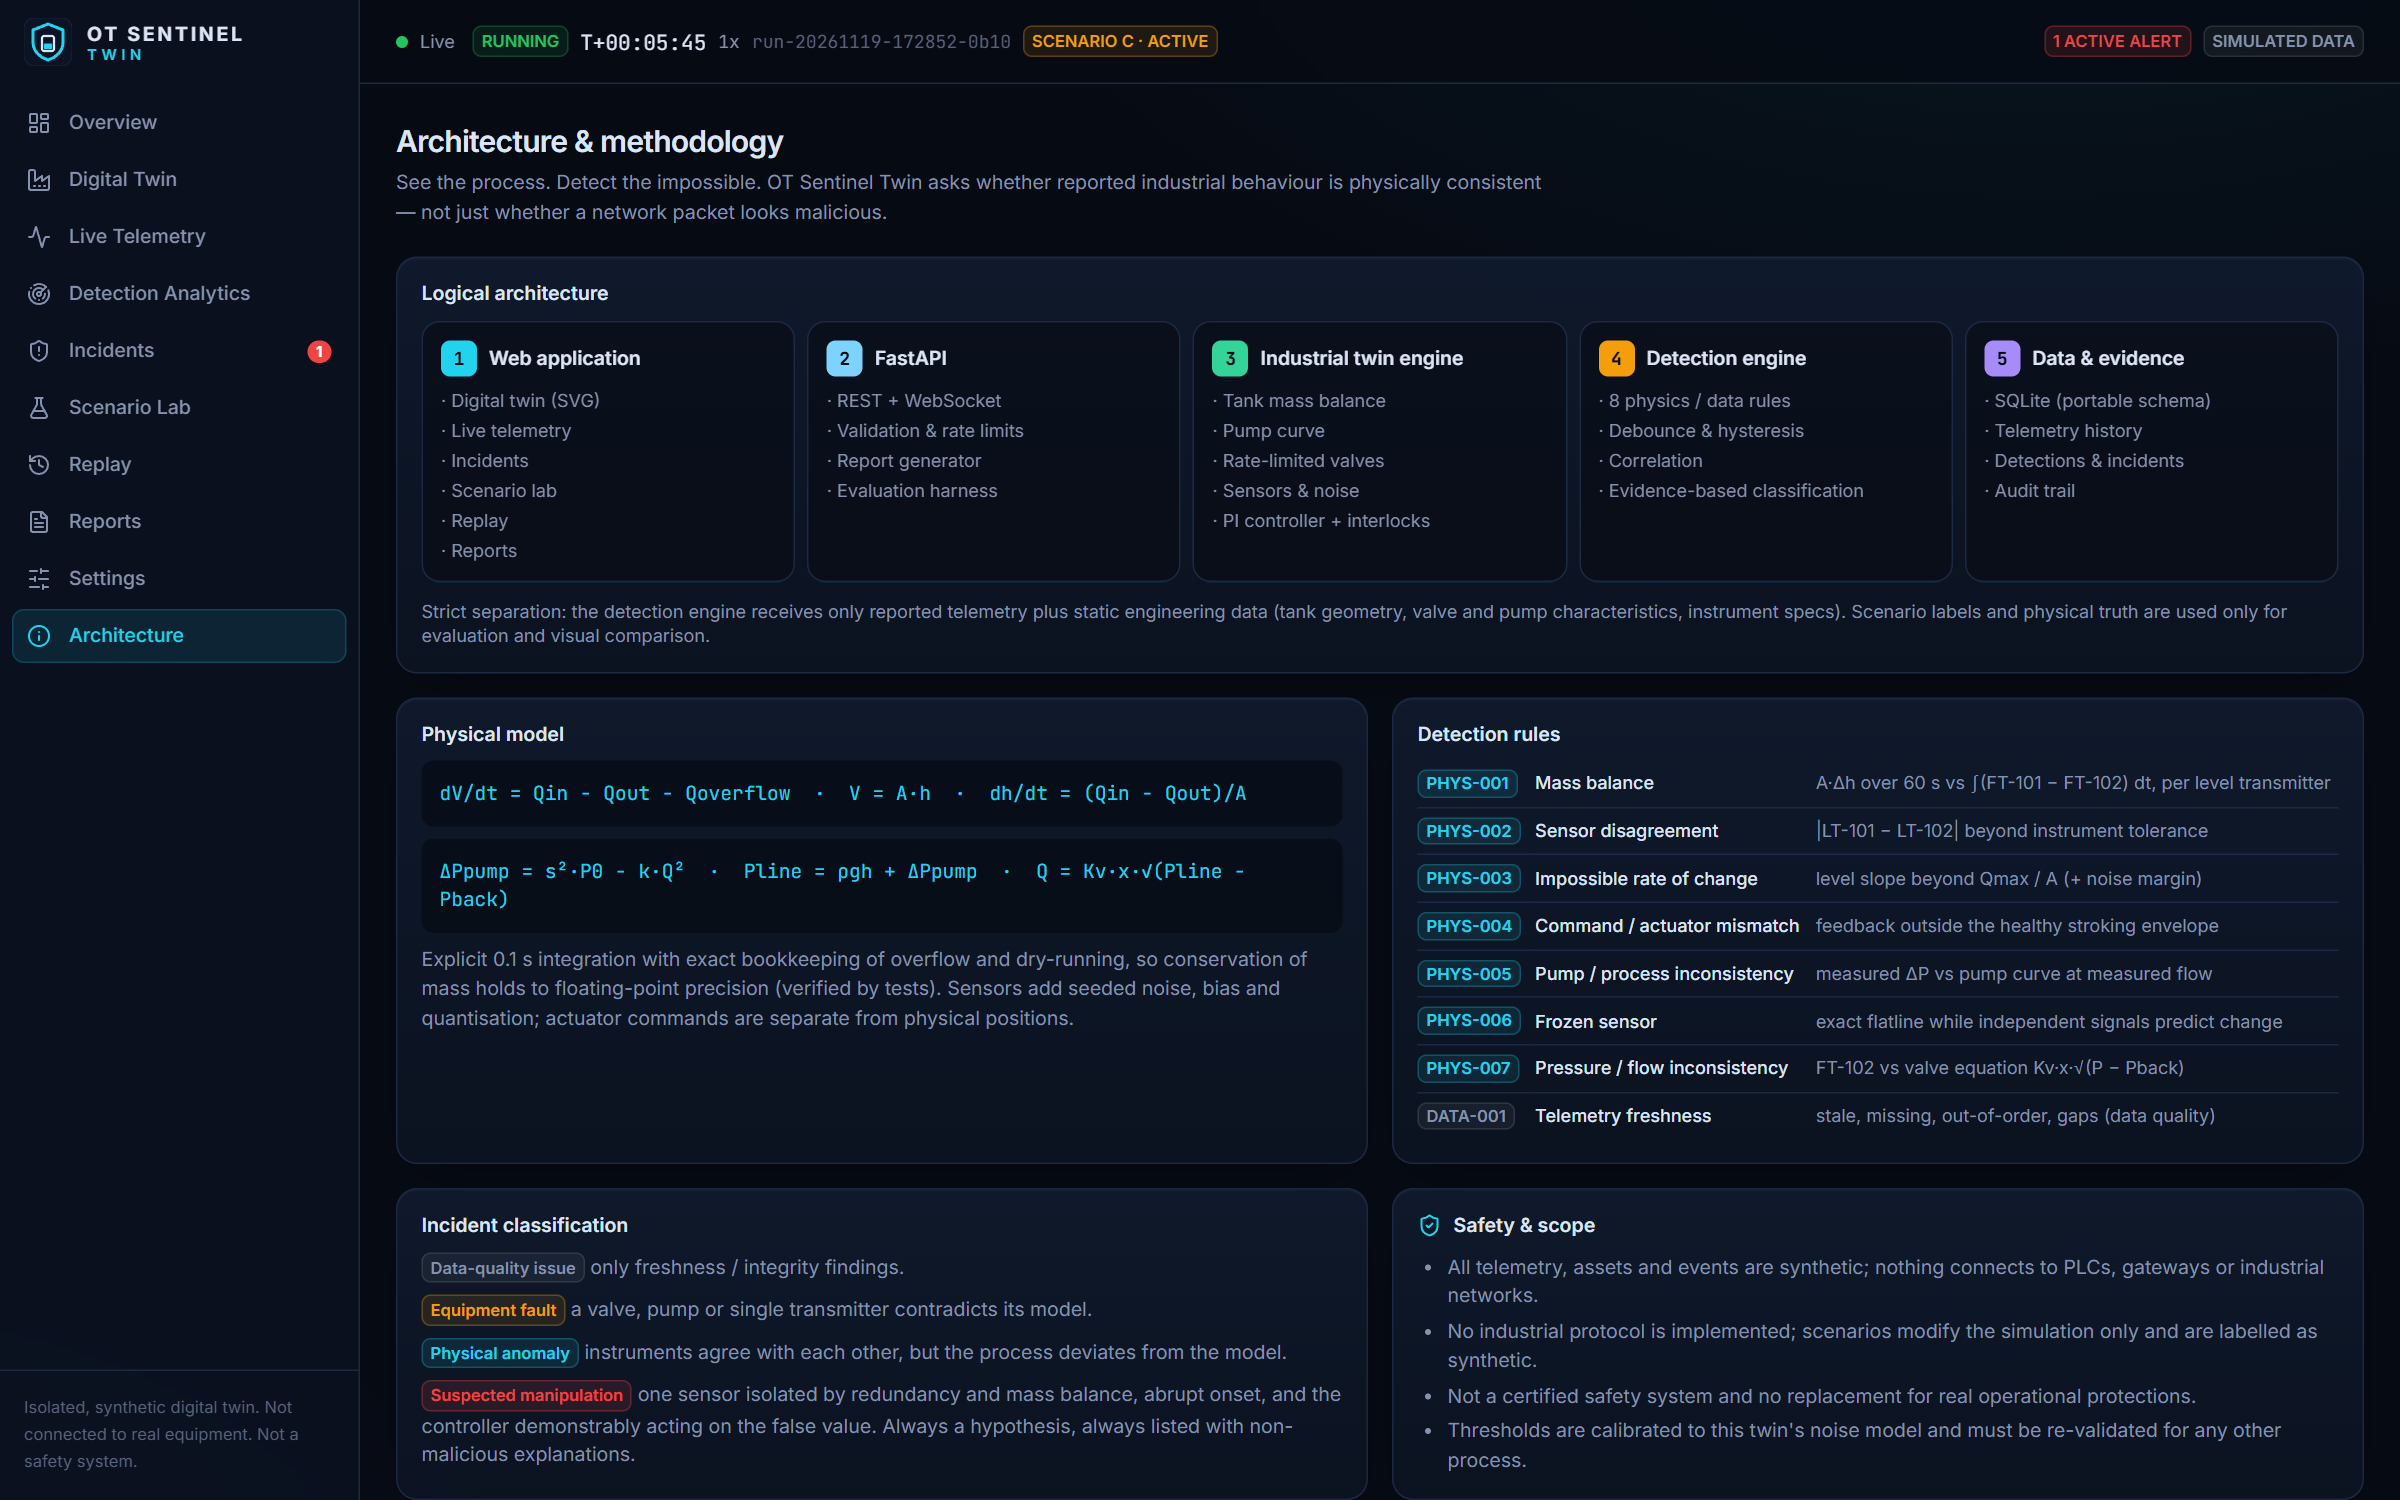 OT SENTINEL
TWIN
Overview
Digital Twin
Live Telemetry
Detection Analytics
Incidents
1
Scenario Lab
Replay
Reports
Settings
Architecture
Isolated, synthetic digital twin. Not
connected to real equipment. Not a
safety system.
Live RUNNING T+00:05:45 1x run-20261119-172852-0b10 SCENARIO C · ACTIVE
1 ACTIVE ALERT SIMULATED DATA
Architecture & methodology
See the process. Detect the impossible. OT Sentinel Twin asks whether reported industrial behaviour is physically consistent
— not just whether a network packet looks malicious.
Logical architecture
1 Web application
· Digital twin (SVG)
· Live telemetry
· Incidents
· Scenario lab
· Replay
· Reports
2 FastAPI
· REST + WebSocket
· Validation & rate limits
· Report generator
· Evaluation harness
3 Industrial twin engine
· Tank mass balance
· Pump curve
· Rate-limited valves
· Sensors & noise
· PI controller + interlocks
4 Detection engine
· 8 physics / data rules
· Debounce & hysteresis
· Correlation
· Evidence-based classification
5 Data & evidence
· SQLite (portable schema)
· Telemetry history
· Detections & incidents
· Audit trail
Strict separation: the detection engine receives only reported telemetry plus static engineering data (tank geometry, valve and pump characteristics, instrument specs). Scenario labels and physical truth are used only for
evaluation and visual comparison.
Physical model
dV/dt = Qin − Qout − Qoverflow · V = A·h · dh/dt = (Qin − Qout)/A
ΔPpump = s²·P0 − k·Q² · Pline = ρgh + ΔPpump · Q = Kv·x·√(Pline −
Pback)
Explicit 0.1 s integration with exact bookkeeping of overflow and dry-running, so conservation of
mass holds to floating-point precision (verified by tests). Sensors add seeded noise, bias and
quantisation; actuator commands are separate from physical positions.
Detection rules
PHYS-001 Mass balance A·Δh over 60 s vs ∫(FT-101 − FT-102) dt, per level transmitter
PHYS-002 Sensor disagreement |LT-101 − LT-102| beyond instrument tolerance
PHYS-003 Impossible rate of change level slope beyond Qmax / A (+ noise margin)
PHYS-004 Command / actuator mismatch feedback outside the healthy stroking envelope
PHYS-005 Pump / process inconsistency measured ΔP vs pump curve at measured flow
PHYS-006 Frozen sensor exact flatline while independent signals predict change
PHYS-007 Pressure / flow inconsistency FT-102 vs valve equation Kv·x·√(P − Pback)
DATA-001 Telemetry freshness stale, missing, out-of-order, gaps (data quality)
Incident classification
Data-quality issue only freshness / integrity findings.
Equipment fault a valve, pump or single transmitter contradicts its model.
Physical anomaly instruments agree with each other, but the process deviates from the model.
Suspected manipulation one sensor isolated by redundancy and mass balance, abrupt onset, and the
controller demonstrably acting on the false value. Always a hypothesis, always listed with non-
malicious explanations.
Safety & scope
• All telemetry, assets and events are synthetic; nothing connects to PLCs, gateways or industrial
networks.
• No industrial protocol is implemented; scenarios modify the simulation only and are labelled as
synthetic.
• Not a certified safety system and no replacement for real operational protections.
• Thresholds are calibrated to this twin's noise model and must be re-validated for any other
process.